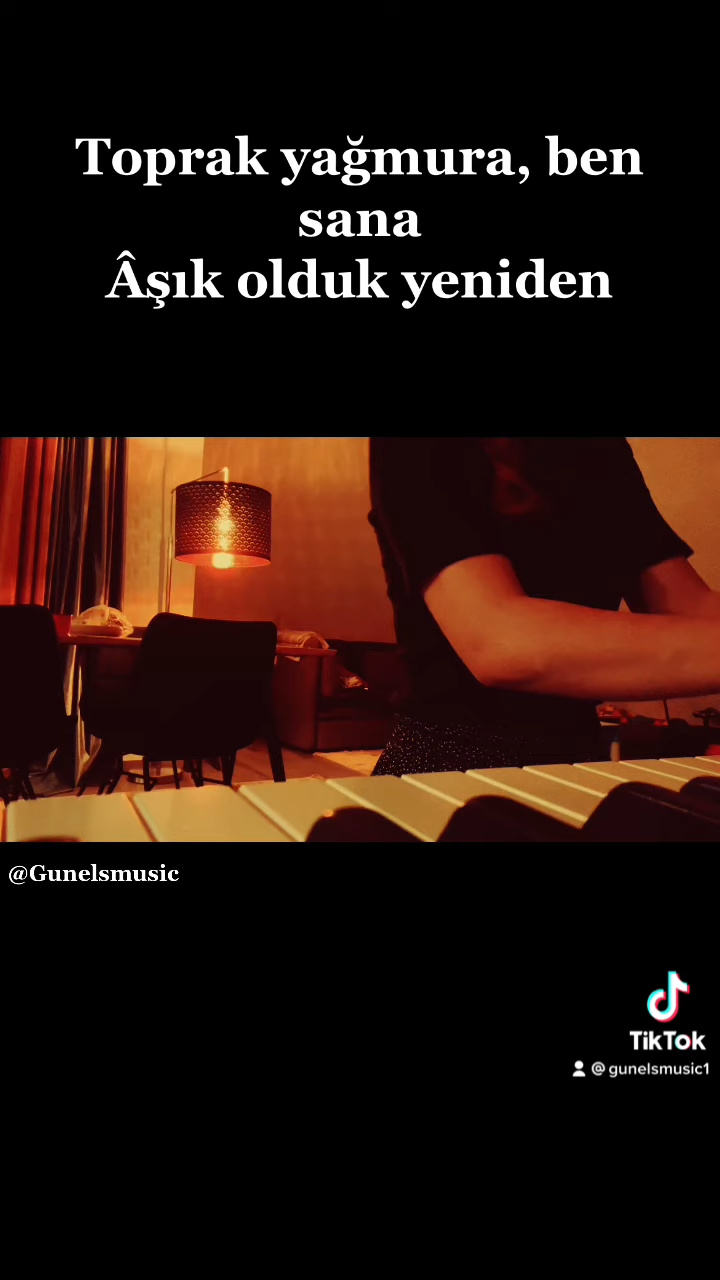 Toprak yağmura, ben
sana
Âşık olduk yeniden
@Gunelsmusic
TikTok
@gunelsmusic1